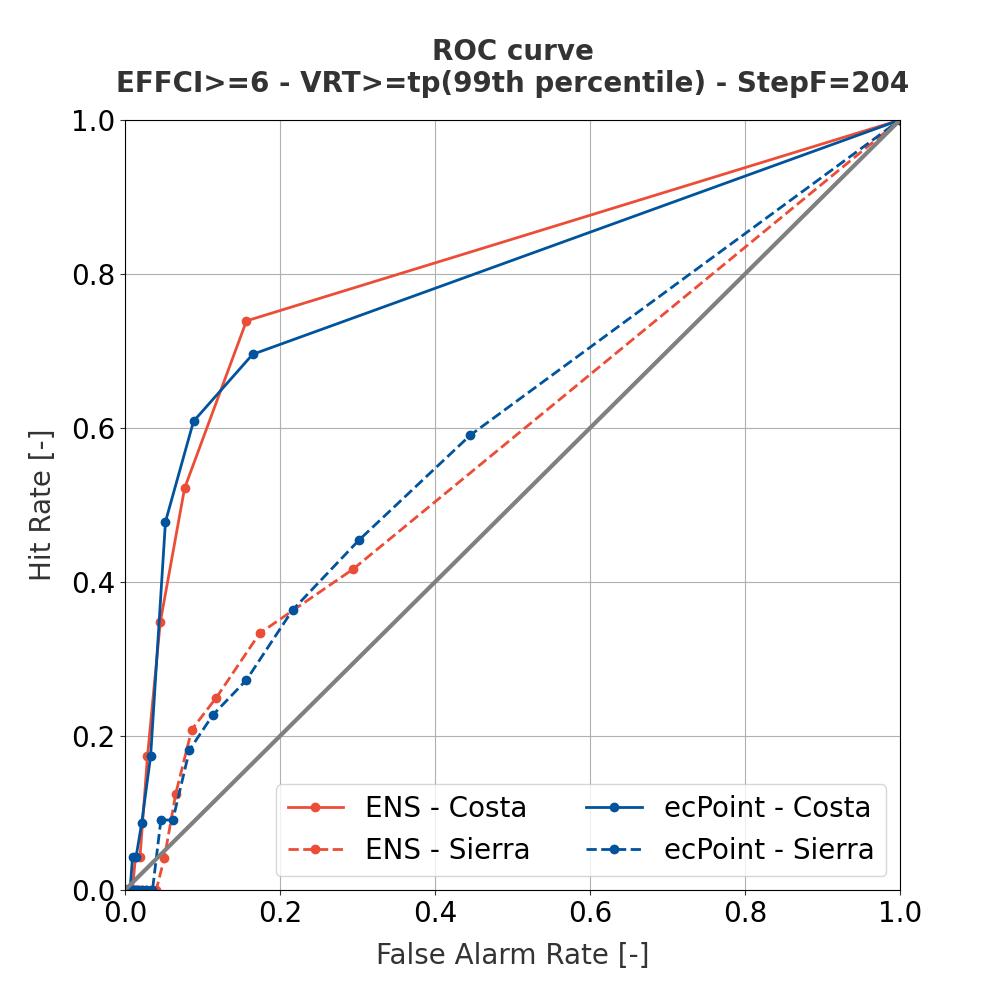 ROC curve
EFFCI>=6 - VRT>=tp(99th percentile) - StepF=204
1.0
0.8
0.6
0.4
0.2
0.0
Hit Rate [-]
0.0 0.2 0.4 0.6 0.8 1.0
False Alarm Rate [-]
ENS - Costa
ENS - Sierra
ecPoint - Costa
ecPoint - Sierra